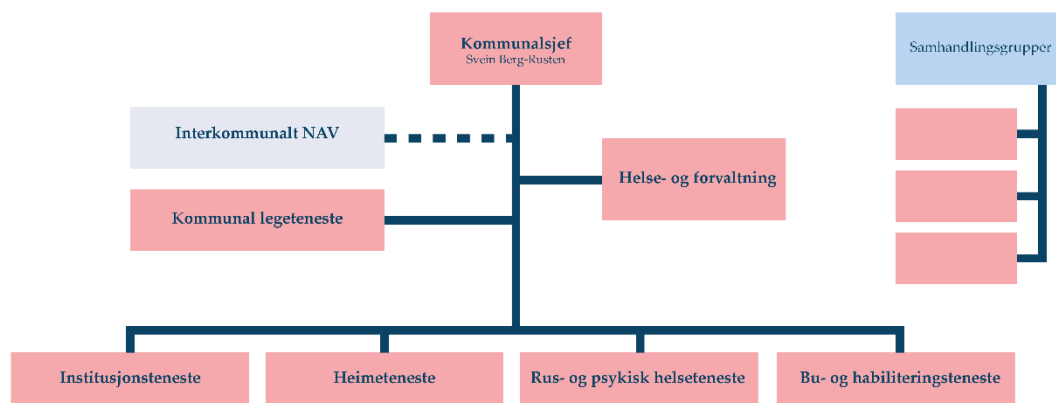 Kommunalsjef
Svein Berg-Rusten
Samhandlingsgrupper
Interkommunalt NAV
Helse- og forvaltning
Kommunal legeteneste
Institusjonsteneste
Heimeteneste
Rus- og psykisk helseteneste
Bu- og habiliteringsteneste